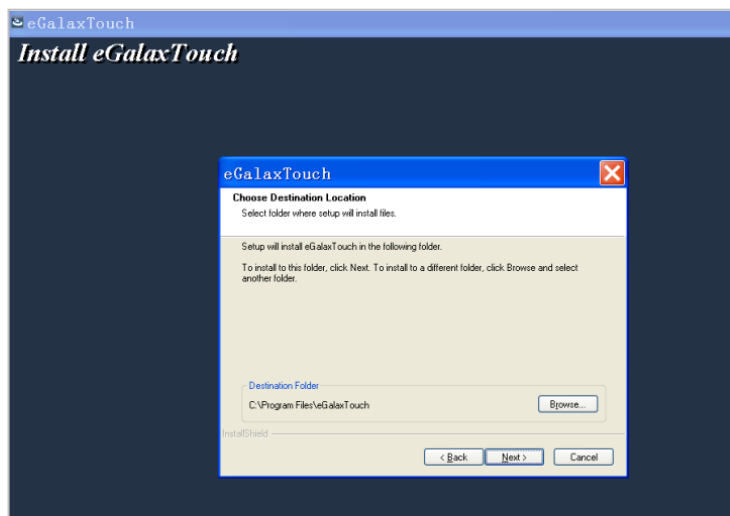 eGalaxTouch
Install eGalaxTouch
eGalaxTouch
Choose Destination Location
Select folder where setup will install files.
Setup will install eGalaxTouch in the following folder.
To install to this folder, click Next. To install to a different folder, click Browse and select
another folder.
Destination Folder
C:\Program Files\eGalaxTouch
Browse...
InstallShield
< Back
Next >
Cancel